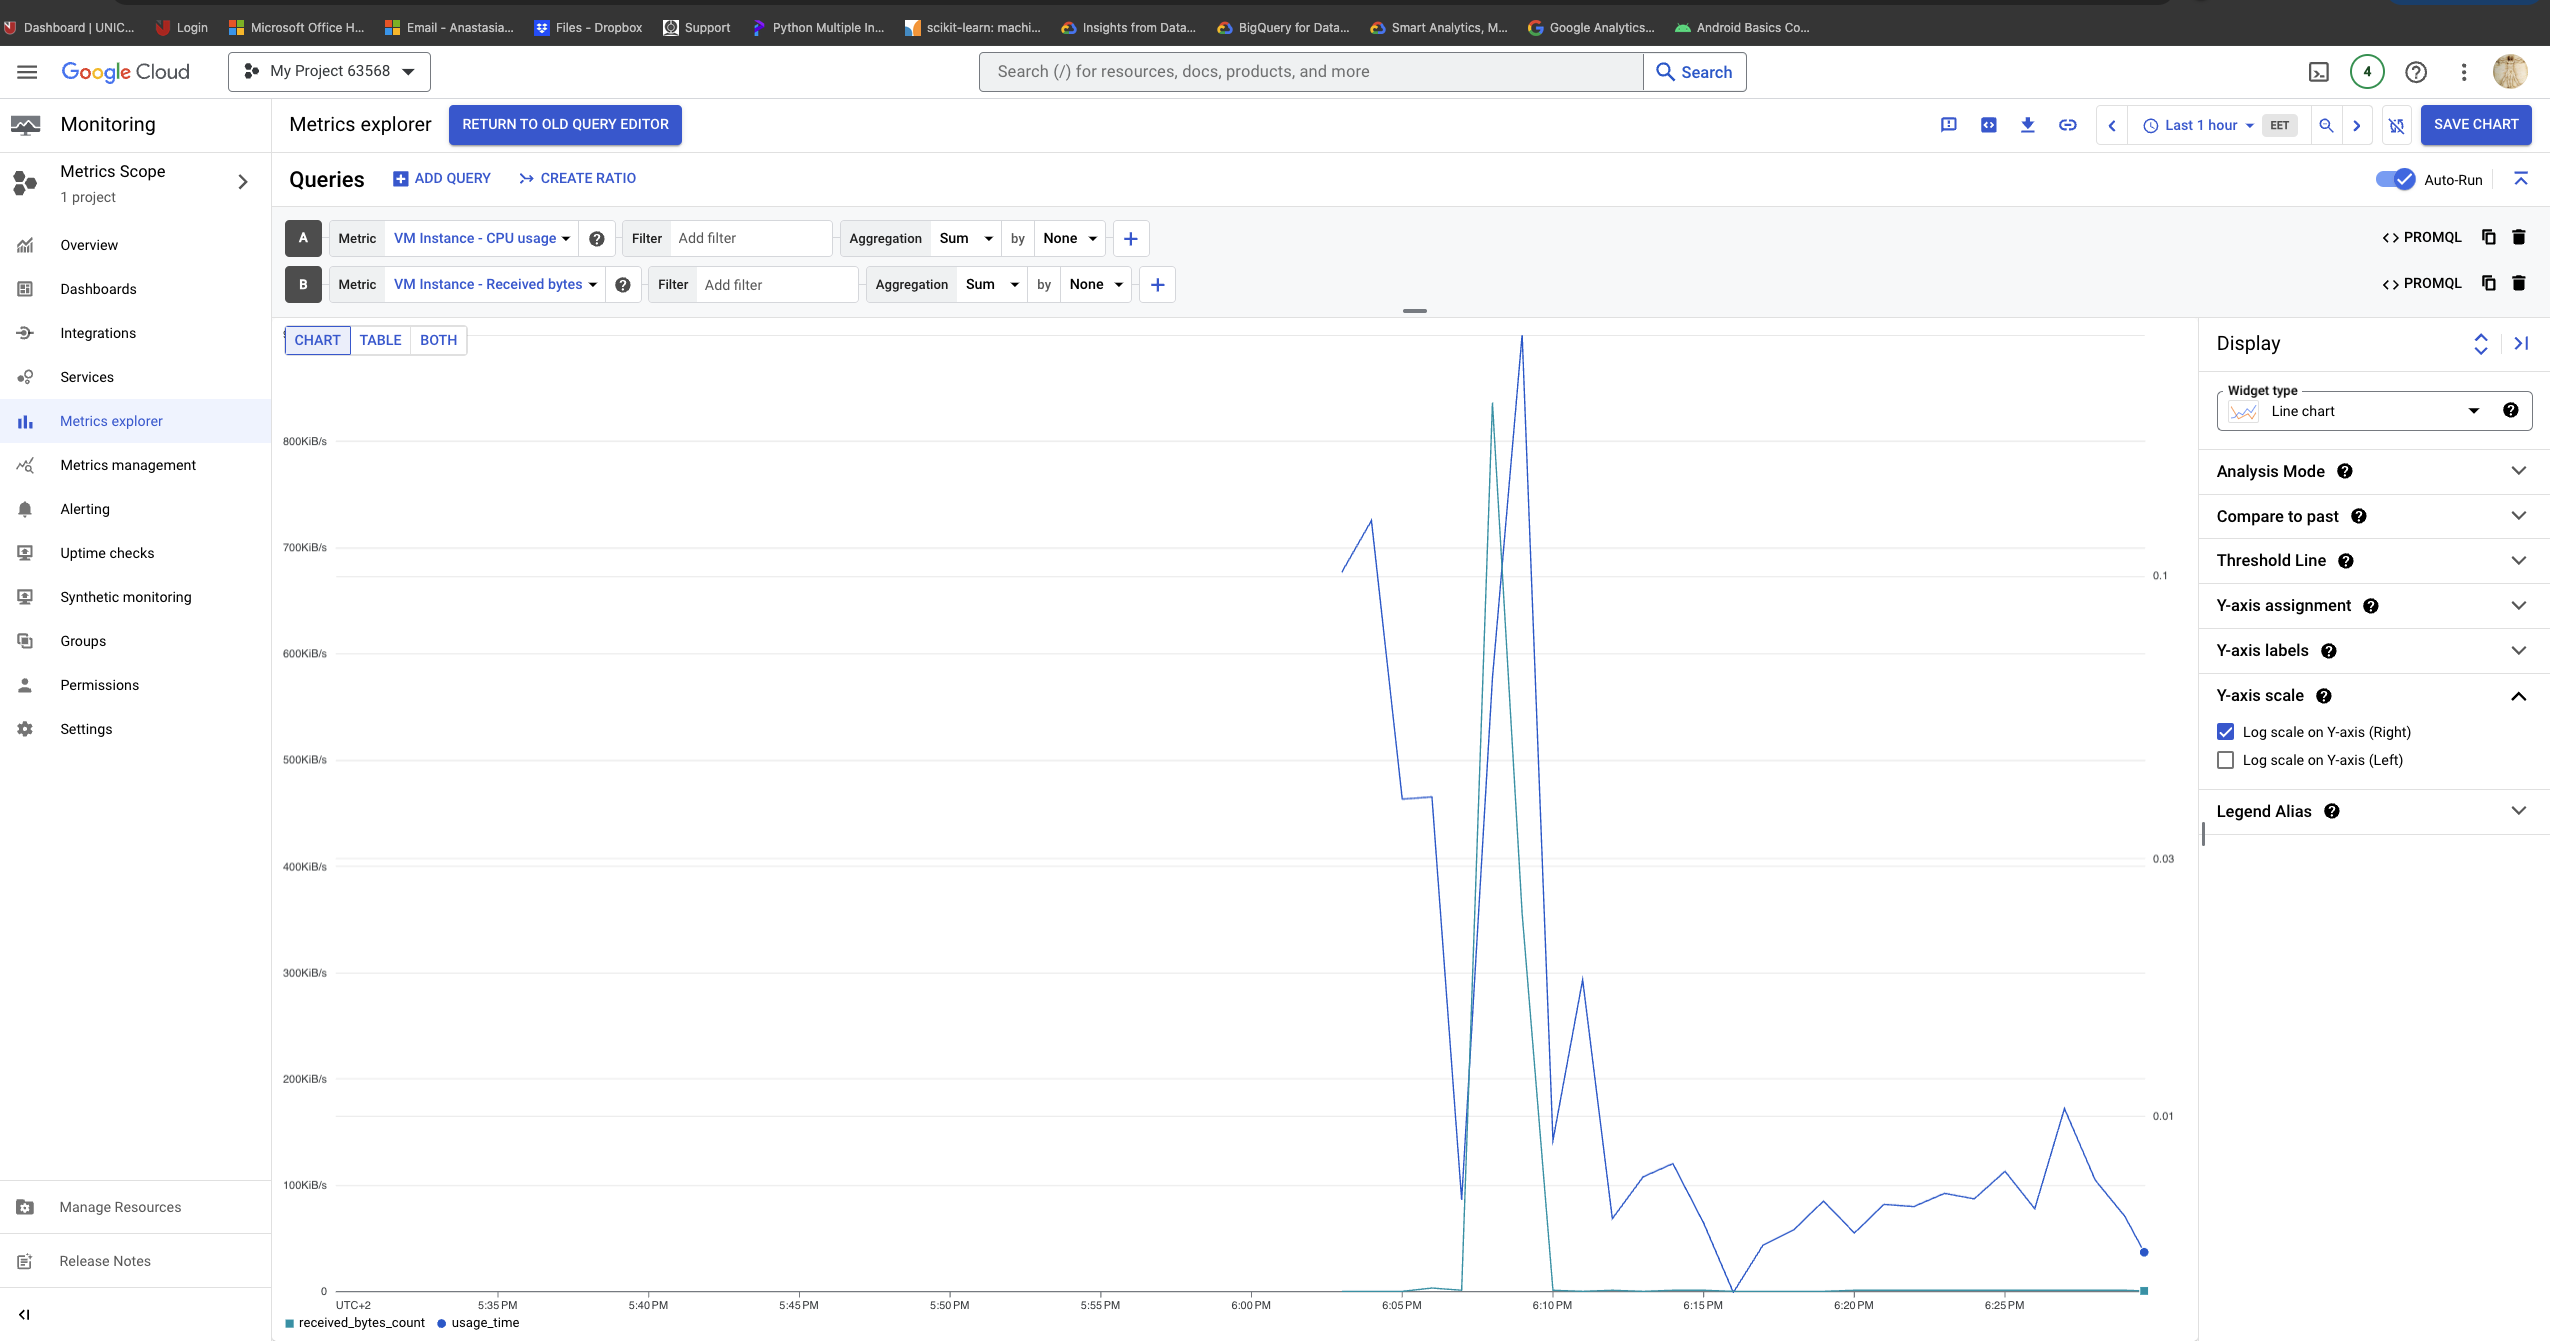 Dashboard | UNIC... Login Microsoft Office H... Email - Anastasia... Files - Dropbox Support Python Multiple In... scikit-learn: machi... Insights from Data... BigQuery for Data... Smart Analytics, M... Google Analytics... Android Basics Co...
Google Cloud My Project 63568 Search (/) for resources, docs, products, and more Search 4
Monitoring Metrics explorer RETURN TO OLD QUERY EDITOR Last 1 hour EET SAVE CHART
Metrics Scope
1 project
Queries ADD QUERY CREATE RATIO Auto-Run
A Metric VM Instance - CPU usage Filter Add filter Aggregation Sum by None PROMQL
B Metric VM Instance - Received bytes Filter Add filter Aggregation Sum by None PROMQL
Overview
Dashboards
Integrations
Services
Metrics explorer
Metrics management
Alerting
Uptime checks
Synthetic monitoring
Groups
Permissions
Settings
Manage Resources
Release Notes
CHART TABLE BOTH
800KiB/s
700KiB/s
600KiB/s
500KiB/s
400KiB/s
300KiB/s
200KiB/s
100KiB/s
0
0.1
0.03
0.01
UTC+2 5:35 PM 5:40 PM 5:45 PM 5:50 PM 5:55 PM 6:00 PM 6:05 PM 6:10 PM 6:15 PM 6:20 PM 6:25 PM
received_bytes_count usage_time
Display
Widget type
Line chart
Analysis Mode
Compare to past
Threshold Line
Y-axis assignment
Y-axis labels
Y-axis scale
Log scale on Y-axis (Right)
Log scale on Y-axis (Left)
Legend Alias